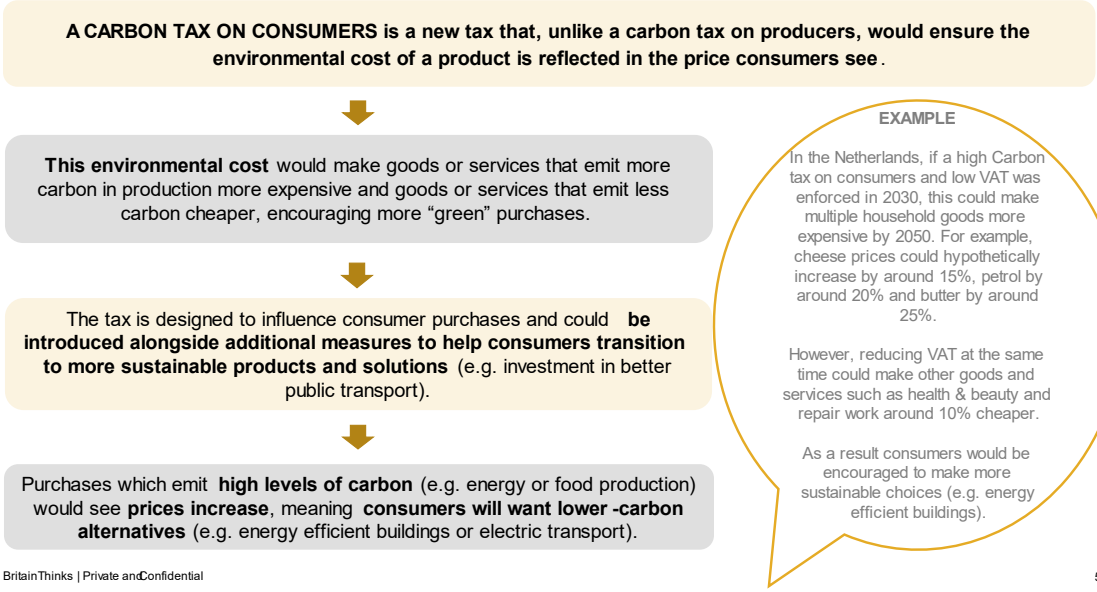 A CARBON TAX ON CONSUMERS is a new tax that, unlike a carbon tax on producers, would ensure the
environmental cost of a product is reflected in the price consumers see.
This environmental cost would make goods or services that emit more
carbon in production more expensive and goods or services that emit less
carbon cheaper, encouraging more “green” purchases.
The tax is designed to influence consumer purchases and could be
introduced alongside additional measures to help consumers transition
to more sustainable products and solutions (e.g. investment in better
public transport).
Purchases which emit high levels of carbon (e.g. energy or food production)
would see prices increase, meaning consumers will want lower -carbon
alternatives (e.g. energy efficient buildings or electric transport).
EXAMPLE
In the Netherlands, if a high Carbon
tax on consumers and low VAT was
enforced in 2030, this could make
multiple household goods more
expensive by 2050. For example,
cheese prices could hypothetically
increase by around 15%, petrol by
around 20% and butter by around
25%.
However, reducing VAT at the same
time could make other goods and
services such as health & beauty and
repair work around 10% cheaper.
As a result consumers would be
encouraged to make more
sustainable choices (e.g. energy
efficient buildings).
BritainThinks | Private andConfidential